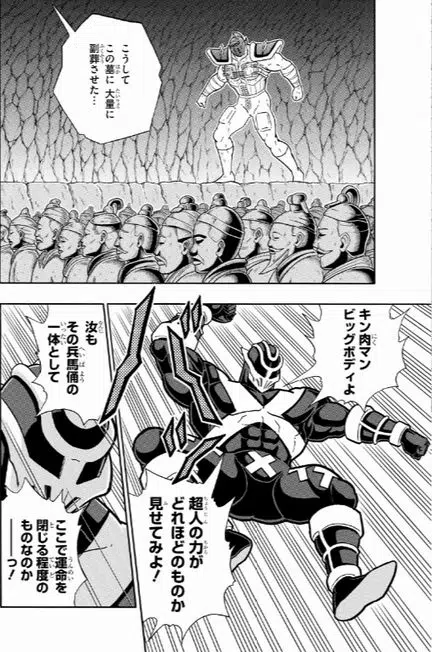 こうして
この墓に 大量に
副葬させた…
キン肉マン
ビッグボディよ
超人の力が
どれほどのものか
見せてみよ!
汝も
その兵馬俑の
一体として
ここで運命を
閉じる程度の
ものなのか
――っ!